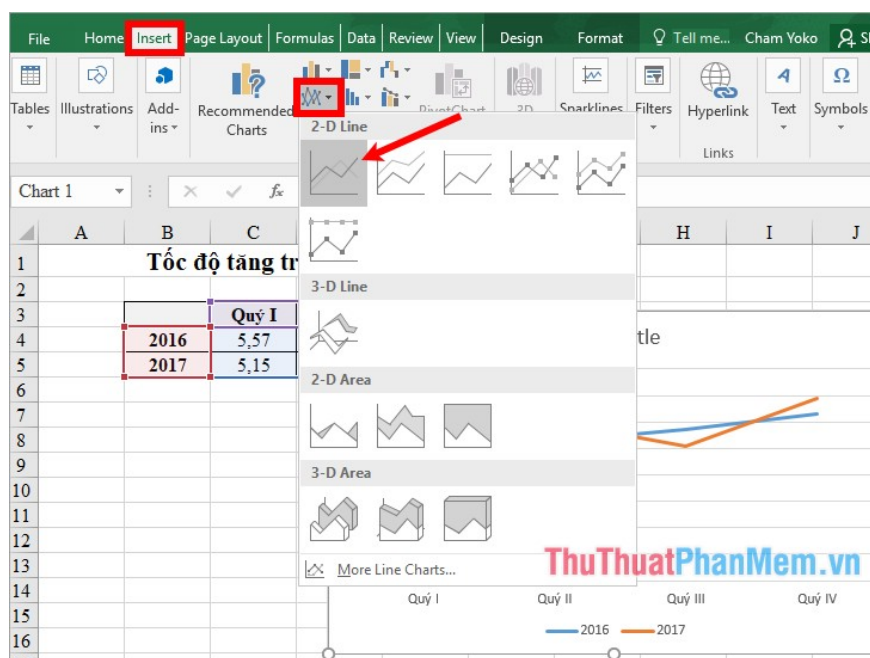 File Home Insert Page Layout Formulas Data Review View Design Format Tell me... Cham Yoko
Tables Illustrations Add-ins Recommended Charts PivotChart 3D Sparklines Filters Hyperlink Text Symbols
Links
2-D Line
Chart 1 fx
A B C H I J
1 Tốc độ tăng
2
3 Quý I
4 2016 5,57
5 2017 5,15
6
7
8
9
10
11
12
13
14
15
16
3-D Line
2-D Area
3-D Area
More Line Charts...
tle
ThuThuatPhanMem.vn
Quý I Quý II Quý III Quý IV
2016 2017